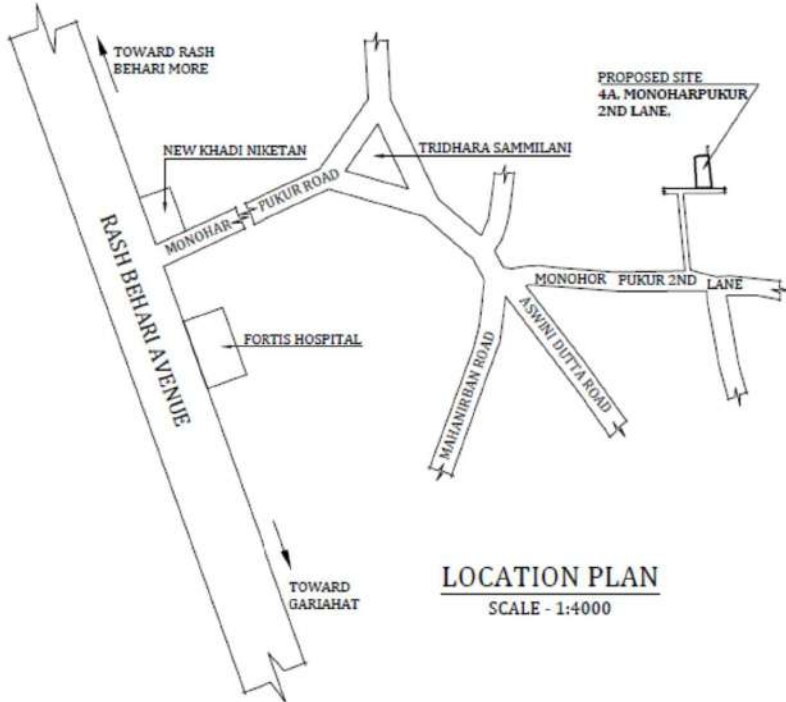 TOWARD RASH
BEHARI MORE
PROPOSED SITE
4A, MONOHARPUKUR
2ND LANE,
NEW KHADI NIKETAN
TRIDHARA SAMMILANI
MONOHAR PUKUR ROAD
RASH BEHARI AVENUE
MONOHOR PUKUR 2ND LANE
FORTIS HOSPITAL
MAHANIRBAN ROAD
ASWINI DUTTA ROAD
TOWARD
GARIAHAT
LOCATION PLAN
SCALE - 1:4000